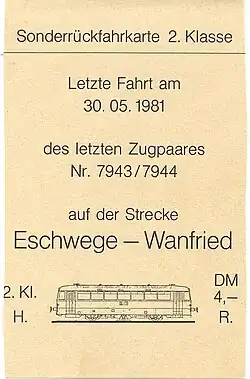 Sonderrückfahrkarte 2. Klasse
Letzte Fahrt am
30. 05. 1981
des letzten Zugpaares
Nr. 7943/7944
auf der Strecke
Eschwege – Wanfried
2. Kl.
H.
DM
4,–
R.